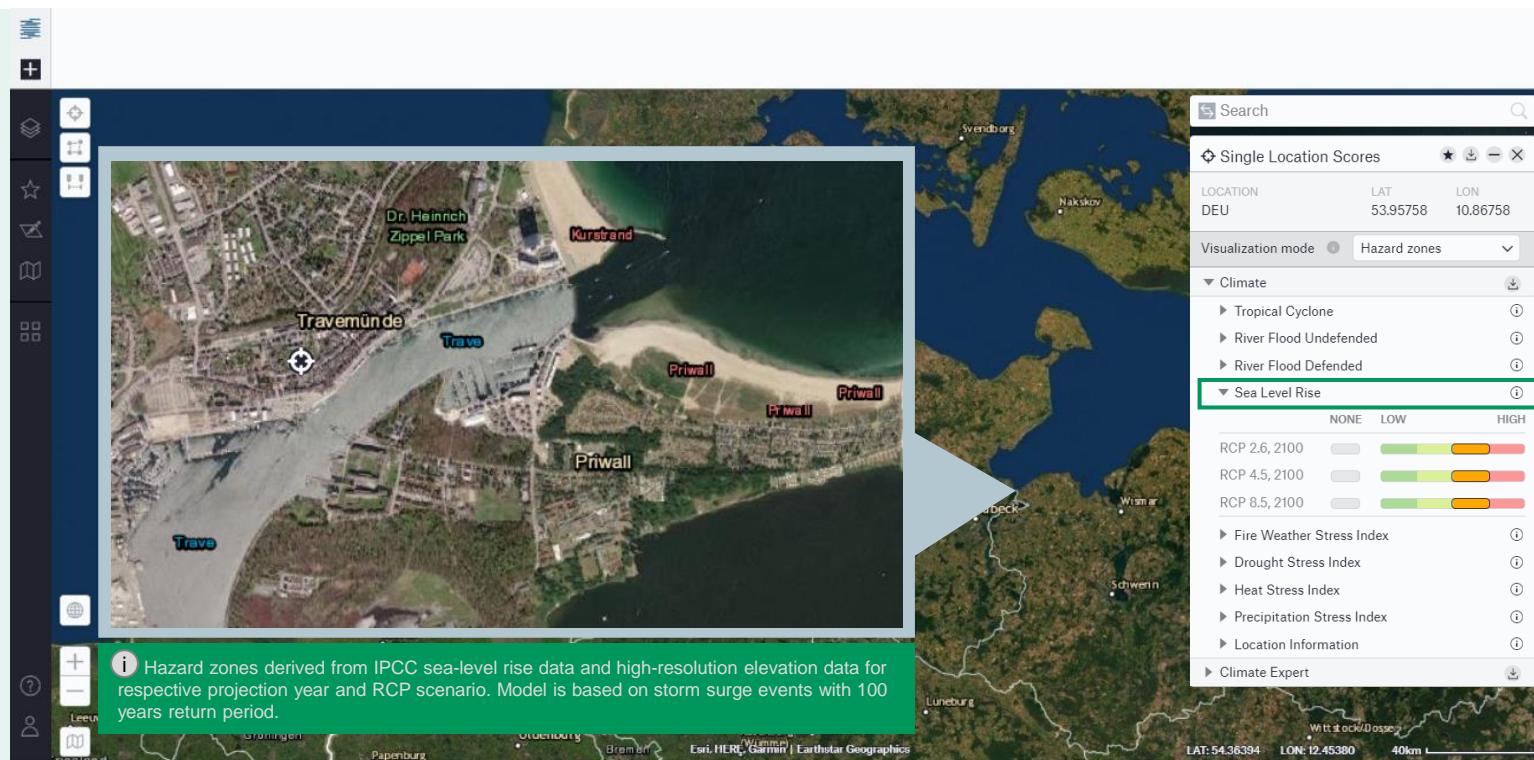 Svendborg
Nakskov
Dr. Heinrich
Zippel Park
Kurstrand
Travemünde
Trave
Priwall
Priwall
Priwall
Priwall
Trave
Wismar
Schwerin
Lüneburg
Wittstock/Dosse
Groningen
Oldenburg
Bremen
Papenburg
i Hazard zones derived from IPCC sea-level rise data and high-resolution elevation data for
respective projection year and RCP scenario. Model is based on storm surge events with 100
years return period.
Esri, HERE, Garmin | Earthstar Geographics
Search
Single Location Scores
LOCATION LAT LON
DEU 53.95758 10.86758
Visualization mode Hazard zones
Climate
Tropical Cyclone
River Flood Undefended
River Flood Defended
Sea Level Rise
NONE LOW HIGH
RCP 2.6, 2100
RCP 4.5, 2100
RCP 8.5, 2100
Fire Weather Stress Index
Drought Stress Index
Heat Stress Index
Precipitation Stress Index
Location Information
Climate Expert
LAT: 54.36394 LON: 12.45380 40km